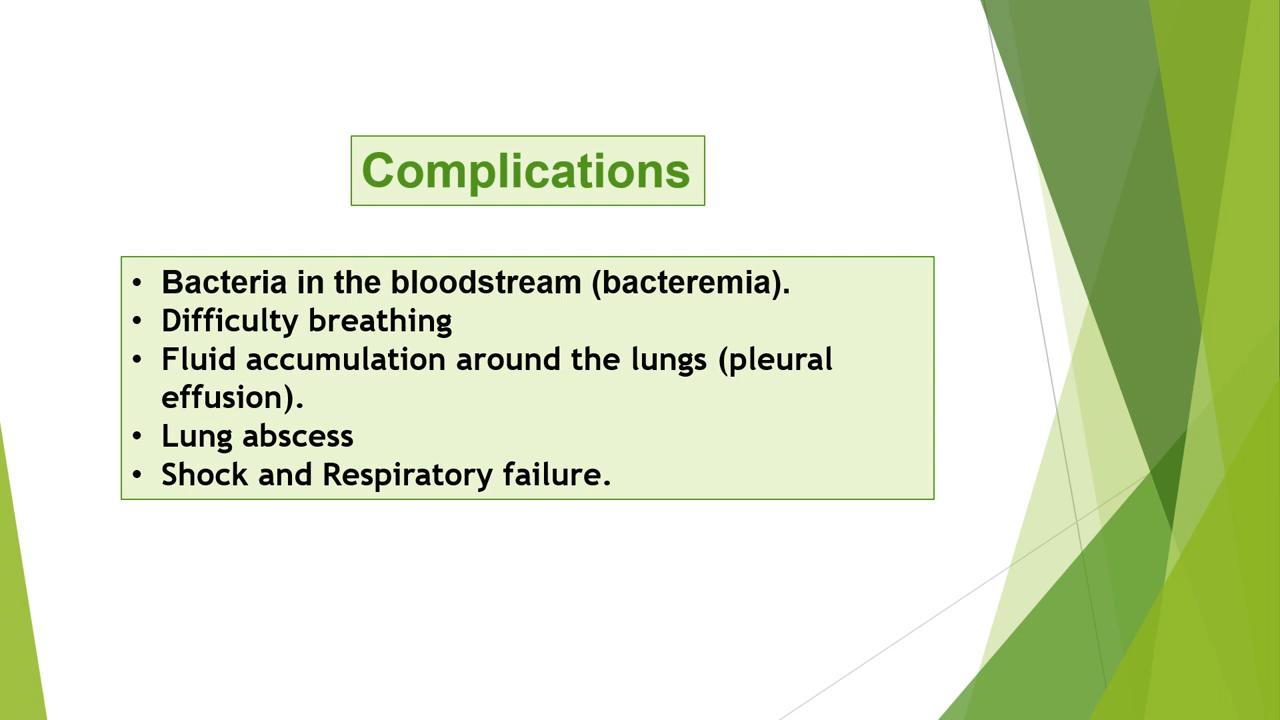 Complications
• Bacteria in the bloodstream (bacteremia).
• Difficulty breathing
• Fluid accumulation around the lungs (pleural
effusion).
• Lung abscess
• Shock and Respiratory failure.